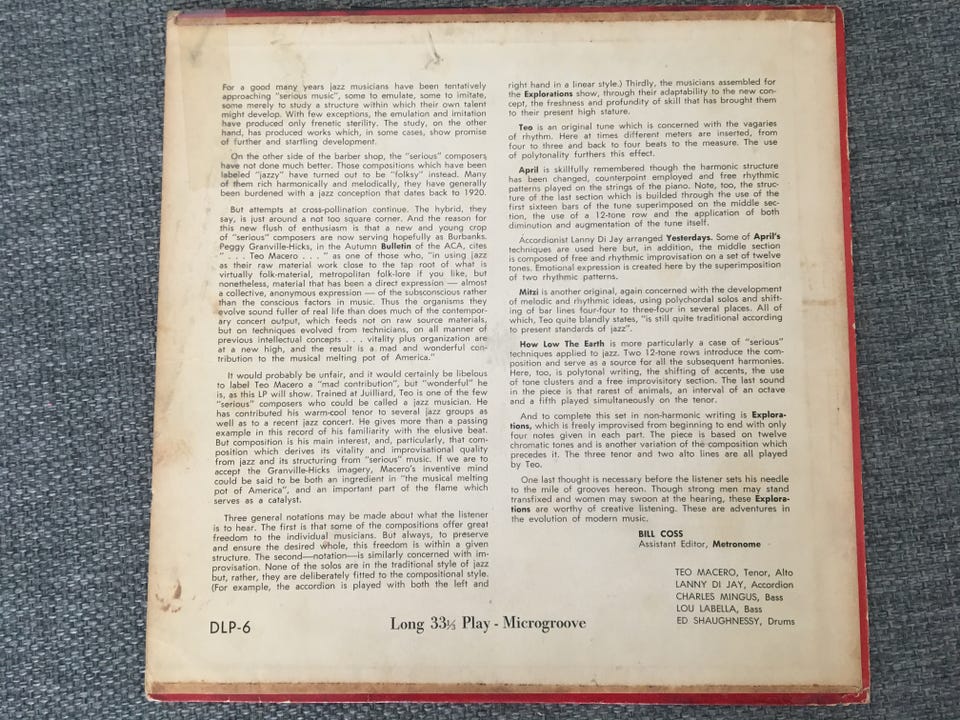 For a good many years jazz musicians have been tentatively
approaching "serious music", some to emulate, some to imitate,
some merely to study a structure within which their own talent
might develop. With few exceptions, the emulation and imitation
have produced only frenetic sterility. The study, on the other
hand, has produced works which, in some cases, show promise
of further and startling development.
On the other side of the barber shop, the "serious" composers
have not done much better. Those compositions which have been
labeled "jazzy" have turned out to be "folksy" instead. Many
of them rich harmonically and melodically, they have generally
been burdened with a jazz conception that dates back to 1920.
But attempts at cross-pollination continue. The hybrid, they
say, is just around a not too square corner. And the reason for
this new flush of enthusiasm is that a new and young crop
of "serious" composers are now serving hopefully as Burbanks.
Peggy Granville-Hicks, in the Autumn Bulletin of the ACA, cites
" . . . Teo Macero . . . " as one of those who, "in using jazz
as their raw material work close to the tap root of what is
virtually folk-material, metropolitan folk-lore if you like, but
nonetheless, material that has been a direct expression — almost
a collective, anonymous expression — of the subsconscious rather
than the conscious factors in music. Thus the organisms they
evolve sound fuller of real life than does much of the contempor-
ary concert output, which feeds not on raw source materials,
but on techniques evolved from technicians, on all manner of
previous intellectual concepts . . . vitality plus organization are
at a new high, and the result is a mad and wonderful con-
tribution to the musical melting pot of America."
It would probably be unfair, and it would certainly be libelous
to label Teo Macero a "mad contribution", but "wonderful" he
is, as this LP will show. Trained at Juilliard, Teo is one of the few
"serious" composers who could be called a jazz musician. He
has contributed his warm-cool tenor to several jazz groups as
well as to a recent jazz concert. He gives more than a passing
example in this record of his familiarity with the elusive beat.
But composition is his main interest, and, particularly, that com-
position which derives its vitality and improvisational quality
from jazz and its structuring from "serious" music. If we are to
accept the Granville-Hicks imagery, Macero's inventive mind
could be said to be both an ingredient in "the musical melting
pot of America", and an important part of the flame which
serves as a catalyst.
Three general notations may be made about what the listener
is to hear. The first is that some of the compositions offer great
freedom to the individual musicians. But always, to preserve
and ensure the desired whole, this freedom is within a given
structure. The second—notation—is similarly concerned with im-
provisation. None of the solos are in the traditional style of jazz
but, rather, they are deliberately fitted to the compositional style.
(For example, the accordion is played with both the left and
right hand in a linear style.) Thirdly, the musicians assembled for
the Explorations show, through their adaptability to the new con-
cept, the freshness and profundity of skill that has brought them
to their present high stature.
Teo is an original tune which is concerned with the vagaries
of rhythm. Here at times different meters are inserted, from
four to three and back to four beats to the measure. The use
of polytonality furthers this effect.
April is skillfully remembered though the harmonic structure
has been changed, counterpoint employed and free rhythmic
patterns played on the strings of the piano. Note, too, the struc-
ture of the last section which is builded through the use of the
first sixteen bars of the tune superimposed on the middle sec-
tion, the use of a 12-tone row and the application of both
diminution and augmentation of the tune itself.
Accordionist Lanny Di Jay arranged Yesterdays. Some of April's
techniques are used here but, in addition, the middle section
is composed of free and rhythmic improvisation on a set of twelve
tones. Emotional expression is created here by the superimposition
of two rhythmic patterns.
Mitzi is another original, again concerned with the development
of melodic and rhythmic ideas, using polychordal solos and shift-
ing of bar lines four-four to three-four in several places. All of
which, Teo quite blandly states, "is still quite traditional according
to present standards of jazz".
How Low The Earth is more particularly a case of "serious"
techniques applied to jazz. Two 12-tone rows introduce the com-
position and serve as a source for all the subsequent harmonies.
Here, too, is polytonal writing, the shifting of accents, the use
of tone clusters and a free improvisitory section. The last sound
in the piece is that rarest of animals, an interval of an octave
and a fifth played simultaneously on the tenor.
And to complete this set in non-harmonic writing is Explora-
tions, which is freely improvised from beginning to end with only
four notes given in each part. The piece is based on twelve
chromatic tones and is another variation of the composition which
precedes it. The three tenor and two alto lines are all played
by Teo.
One last thought is necessary before the listener sets his needle
to the mile of grooves hereon. Though strong men may stand
transfixed and women may swoon at the hearing, these Explora-
tions are worthy of creative listening. These are adventures in
the evolution of modern music.
BILL COSS
Assistant Editor, Metronome
TEO MACERO, Tenor, Alto
LANNY DI JAY, Accordion
CHARLES MINGUS, Bass
LOU LABELLA, Bass
ED SHAUGHNESSY, Drums
DLP-6
Long 33⅓ Play - Microgroove